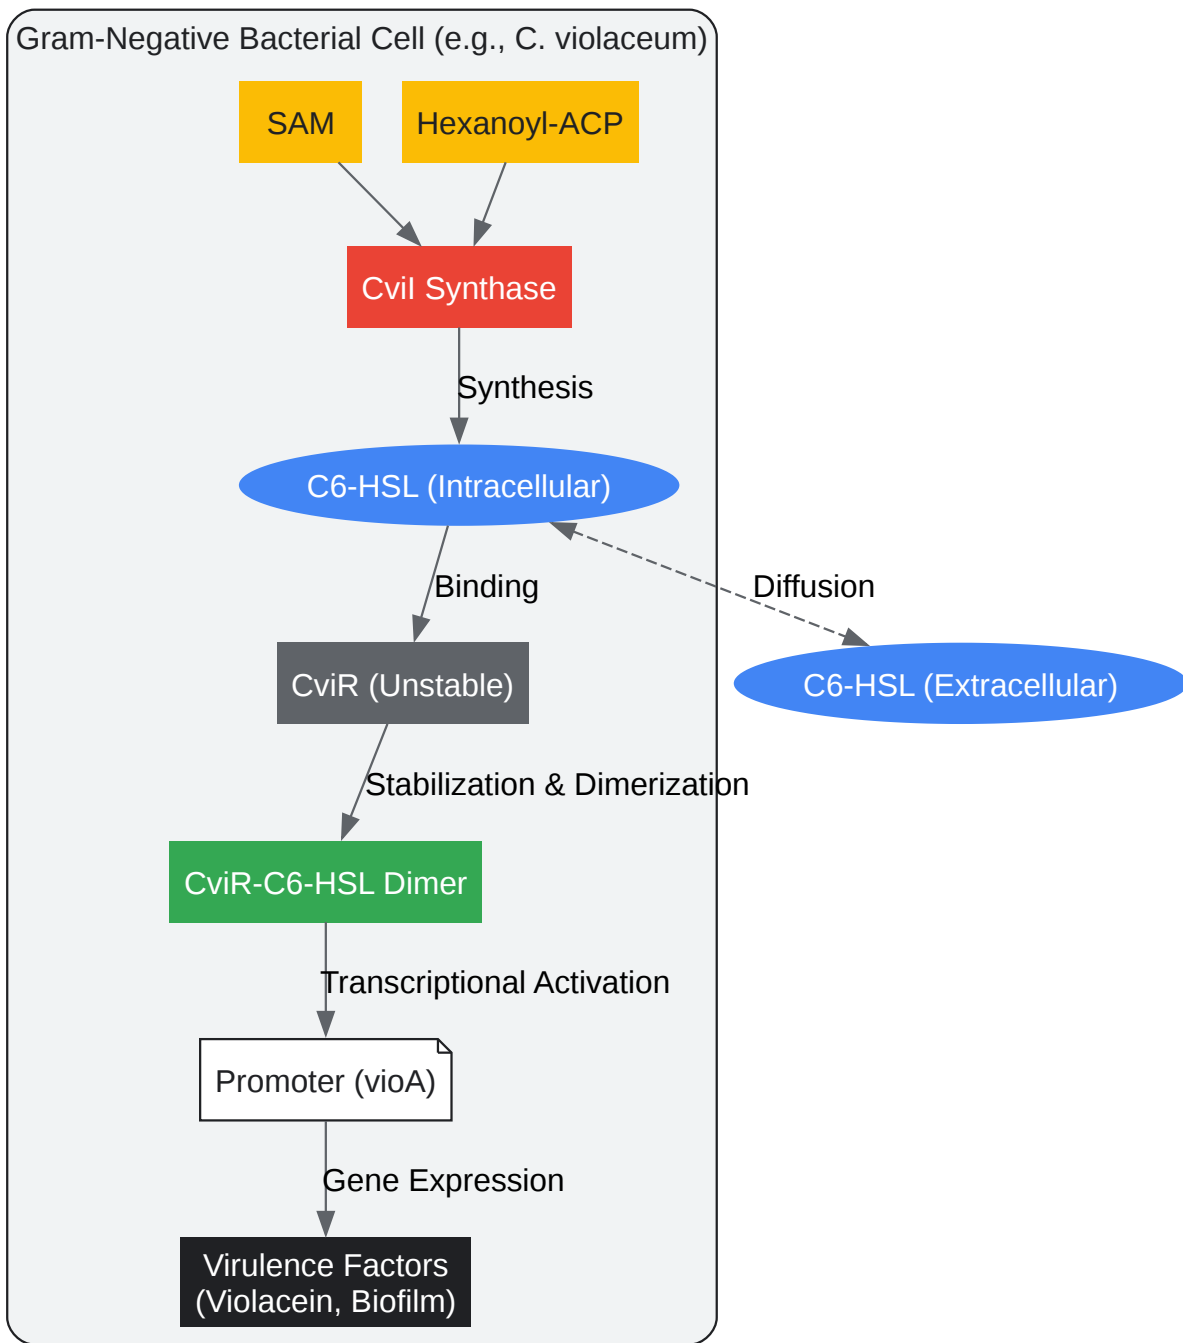 Gram-Negative Bacterial Cell (e.g., C. violaceum)
SAM
Hexanoyl-ACP
CviI Synthase
Synthesis
C6-HSL (Intracellular)
Binding
Diffusion
CviR (Unstable)
C6-HSL (Extracellular)
Stabilization & Dimerization
CviR-C6-HSL Dimer
Transcriptional Activation
Promoter (vioA)
Gene Expression
Virulence Factors
(Violacein, Biofilm)